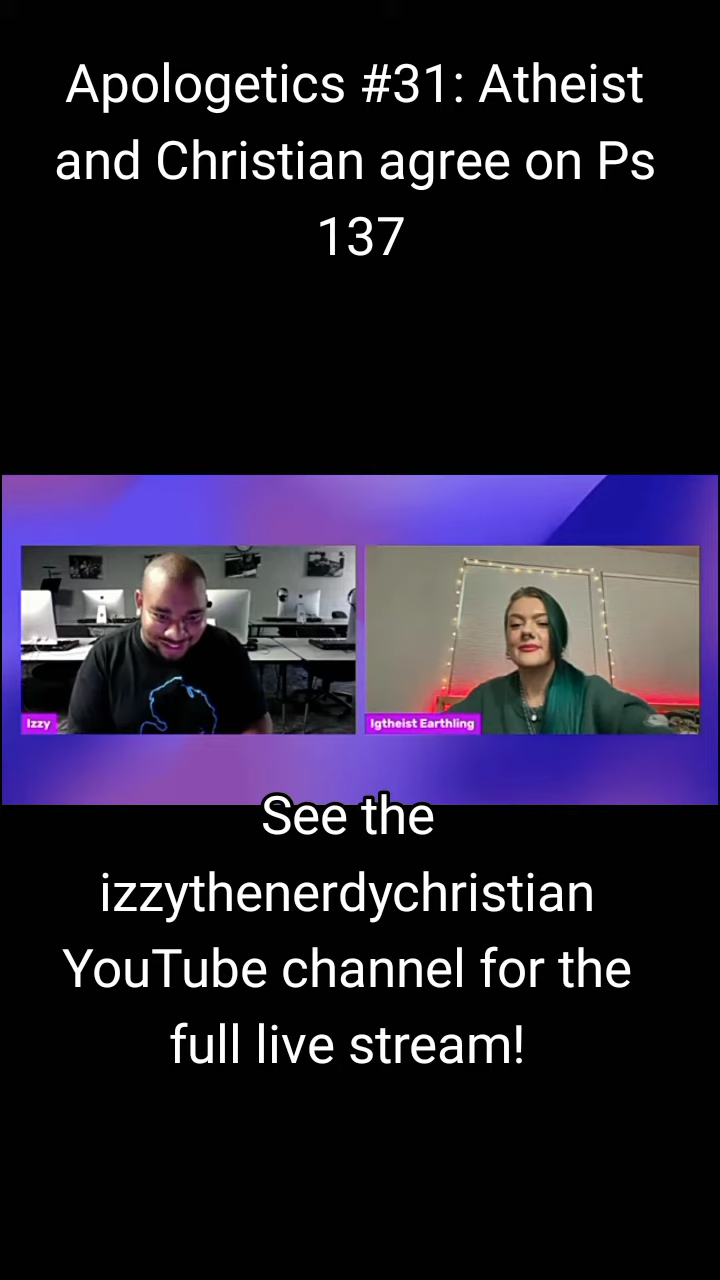 Apologetics #31: Atheist
and Christian agree on Ps
137
Izzy
Igtheist Earthling
See the
izzythenerdychristian
YouTube channel for the
full live stream!